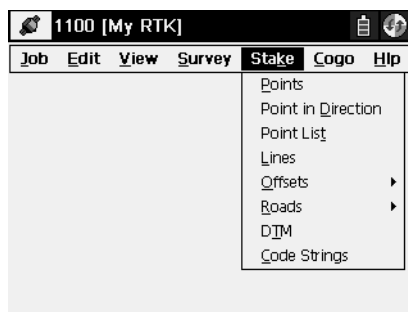 1100 [My RTK]
Job Edit View Survey Stake Cogo Hlp
Points
Point in Direction
Point List
Lines
Offsets
Roads
DTM
Code Strings